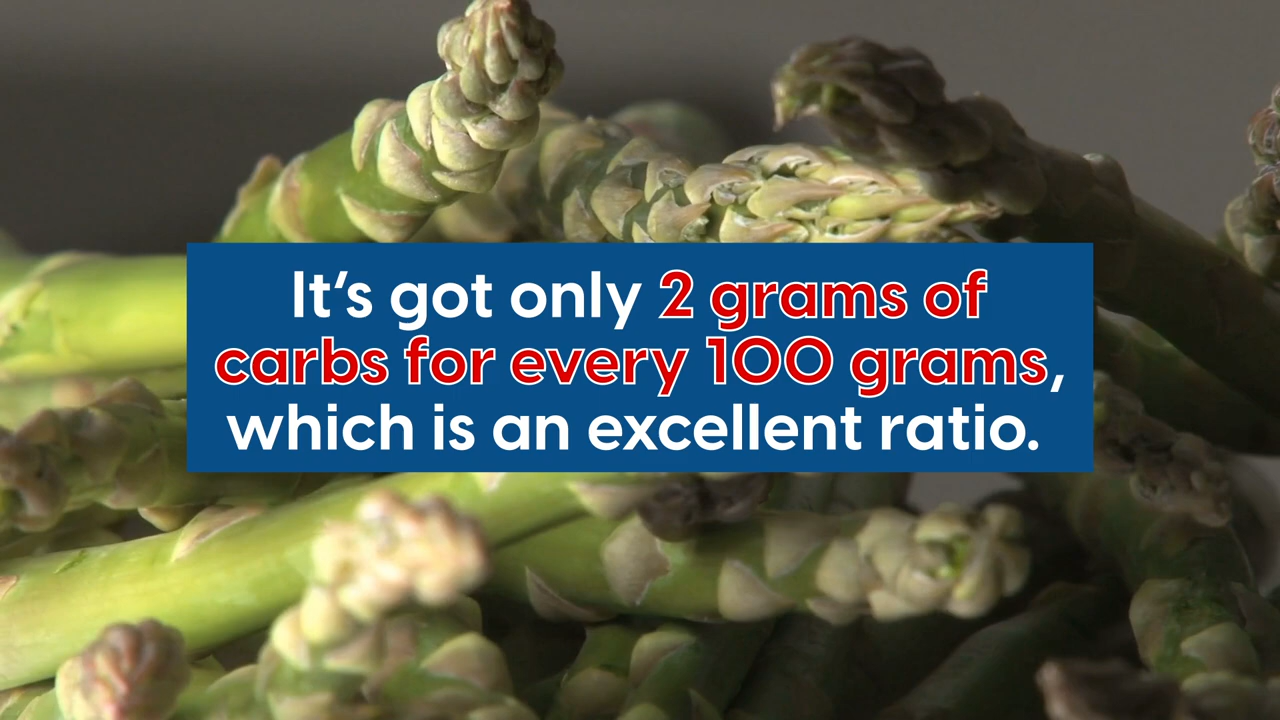 It's got only 2 grams of
carbs for every 100 grams,
which is an excellent ratio.